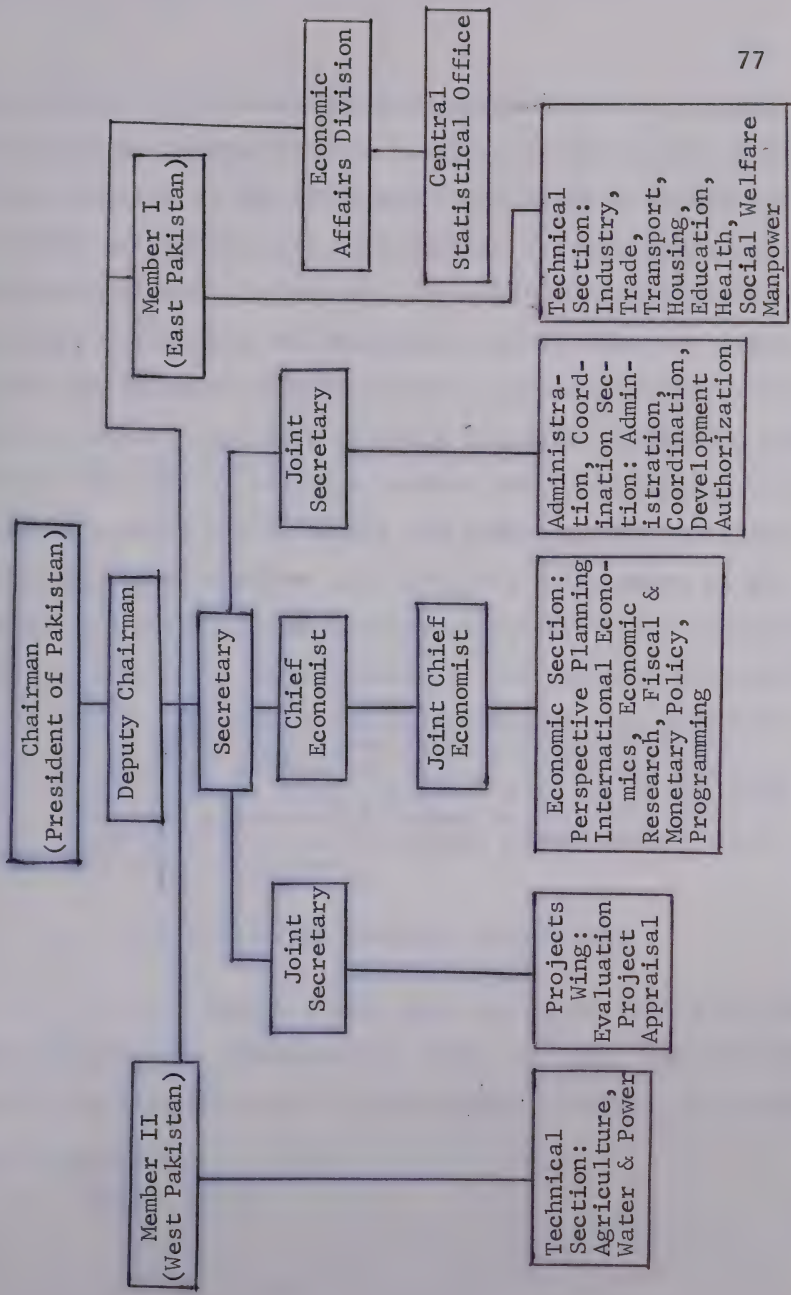 77
Chairman
(President of Pakistan)
Deputy Chairman
Member II
(West Pakistan)
Member I
(East Pakistan)
Economic
Affairs Division
Central
Statistical Office
Secretary
Joint
Secretary
Chief
Economist
Joint
Secretary
Joint Chief
Economist
Technical
Section:
Agriculture,
Water & Power
Projects
Wing:
Evaluation
Project
Appraisal
Economic Section:
Perspective Planning
International Econo-
mics, Economic
Research, Fiscal &
Monetary Policy,
Programming
Administra-
tion, Coord-
ination Sec-
tion: Admin-
istration,
Coordination,
Development
Authorization
Technical
Section:
Industry,
Trade,
Transport,
Housing,
Education,
Health,
Social Welfare
Manpower